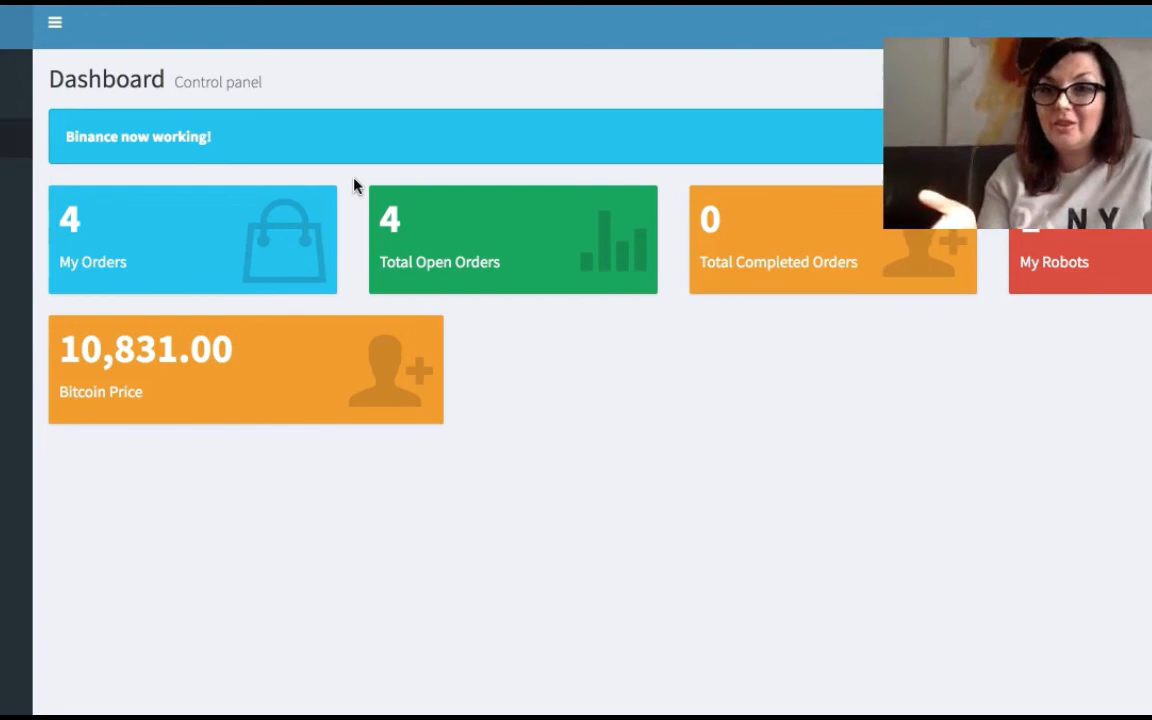 Dashboard Control panel
Binance now working!
4
My Orders
4
Total Open Orders
0
Total Completed Orders
My Robots
10,831.00
Bitcoin Price
NY